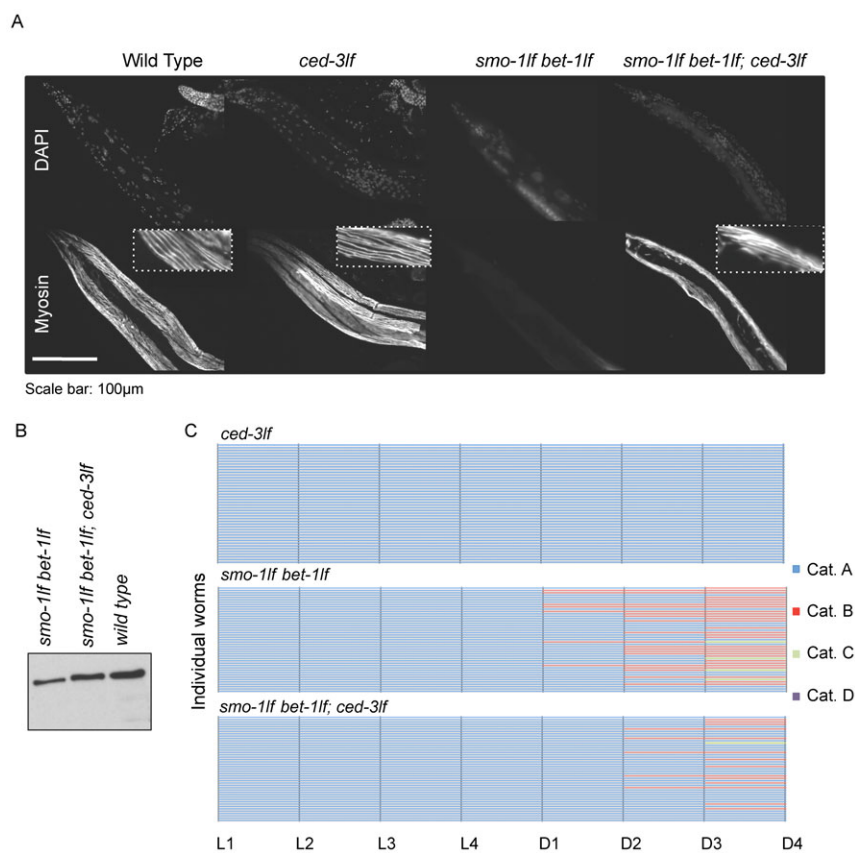 A
Wild Type ced-3lf smo-1lf bet-1lf smo-1lf bet-1lf; ced-3lf
DAPI
Myosin
Scale bar: 100µm
B
smo-1lf bet-1lf
smo-1lf bet-1lf; ced-3lf
wild type
C
ced-3lf
smo-1lf bet-1lf
smo-1lf bet-1lf; ced-3lf
Individual worms
Cat. A
Cat. B
Cat. C
Cat. D
L1 L2 L3 L4 D1 D2 D3 D4